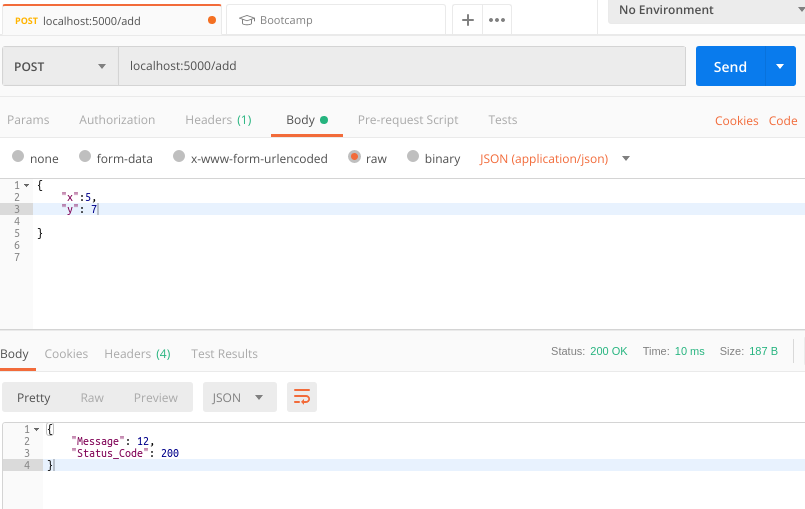 POST localhost:5000/add
Bootcamp
+ •••
No Environment
POST localhost:5000/add Send
Params Authorization Headers (1) Body Pre-request Script Tests Cookies Code
none form-data x-www-form-urlencoded raw binary JSON (application/json)
1 {
2 "x":5,
3 "y": 7
4
5 }
6
7
Body Cookies Headers (4) Test Results Status: 200 OK Time: 10 ms Size: 187 B
Pretty Raw Preview JSON
1 {
2 "Message": 12,
3 "Status_Code": 200
4 }